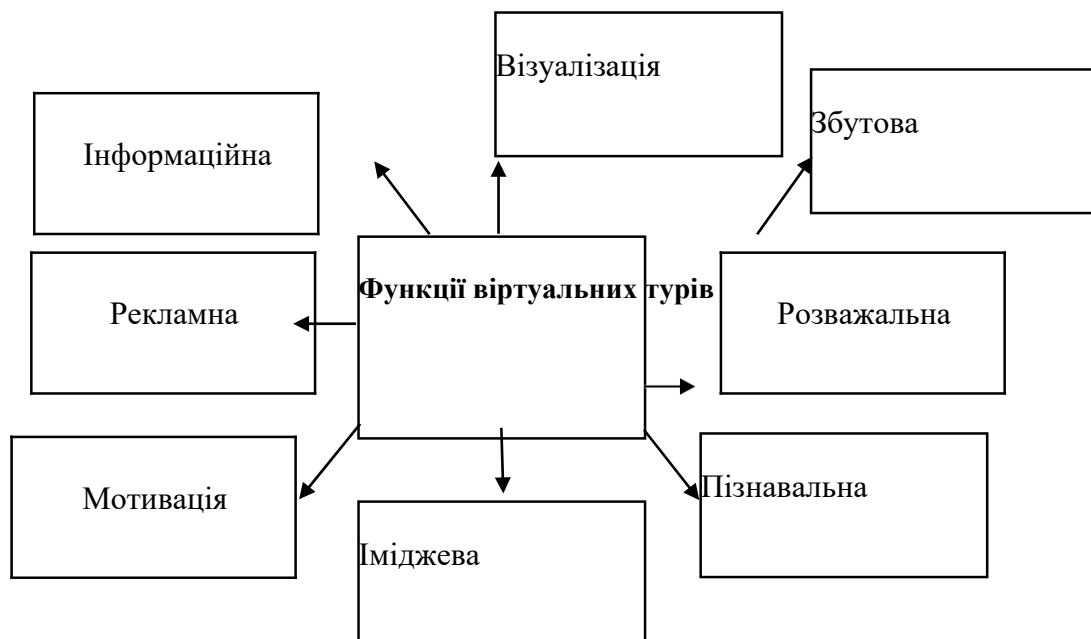 Візуалізація
Збутова
Інформаційна
Функції віртуальних турів
Рекламна
Розважальна
Мотивація
Пізнавальна
Іміджева